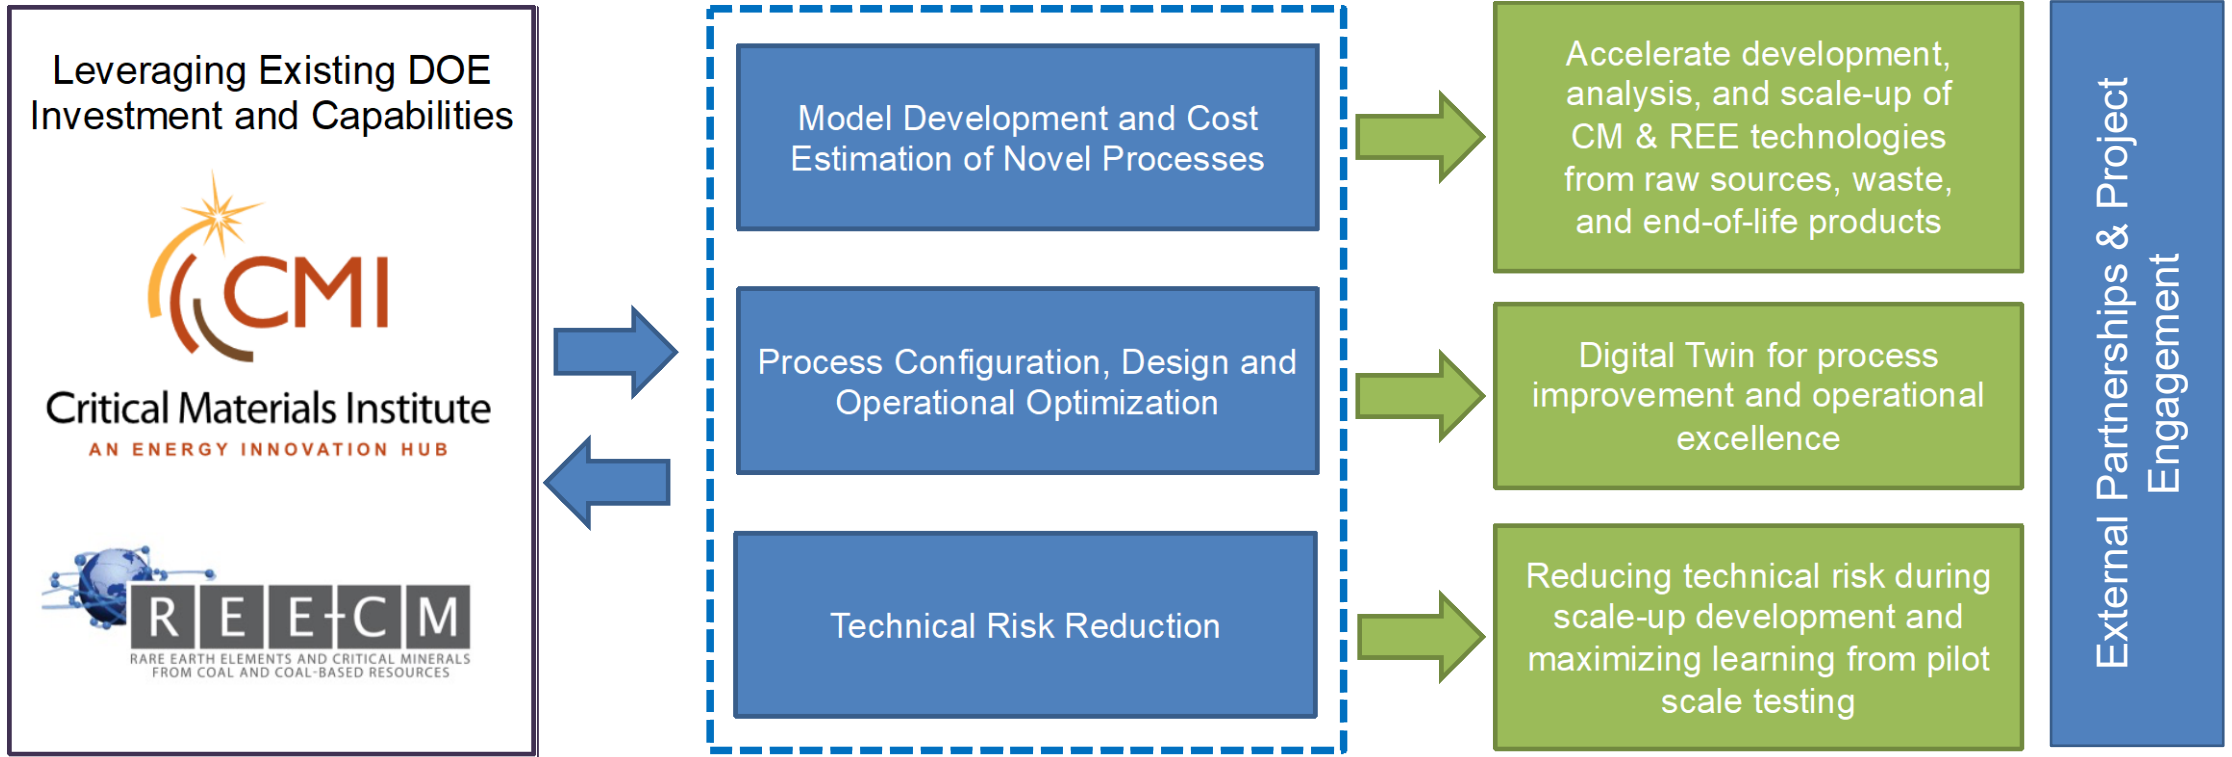 Leveraging Existing DOE
Investment and Capabilities
CMI
Critical Materials Institute
AN ENERGY INNOVATION HUB
REE-CM
RARE EARTH ELEMENTS AND CRITICAL MINERALS
FROM COAL AND COAL-BASED RESOURCES
Model Development and Cost
Estimation of Novel Processes
Process Configuration, Design and
Operational Optimization
Technical Risk Reduction
Accelerate development,
analysis, and scale-up of
CM & REE technologies
from raw sources, waste,
and end-of-life products
Digital Twin for process
improvement and operational
excellence
Reducing technical risk during
scale-up development and
maximizing learning from pilot
scale testing
External Partnerships & Project
Engagement